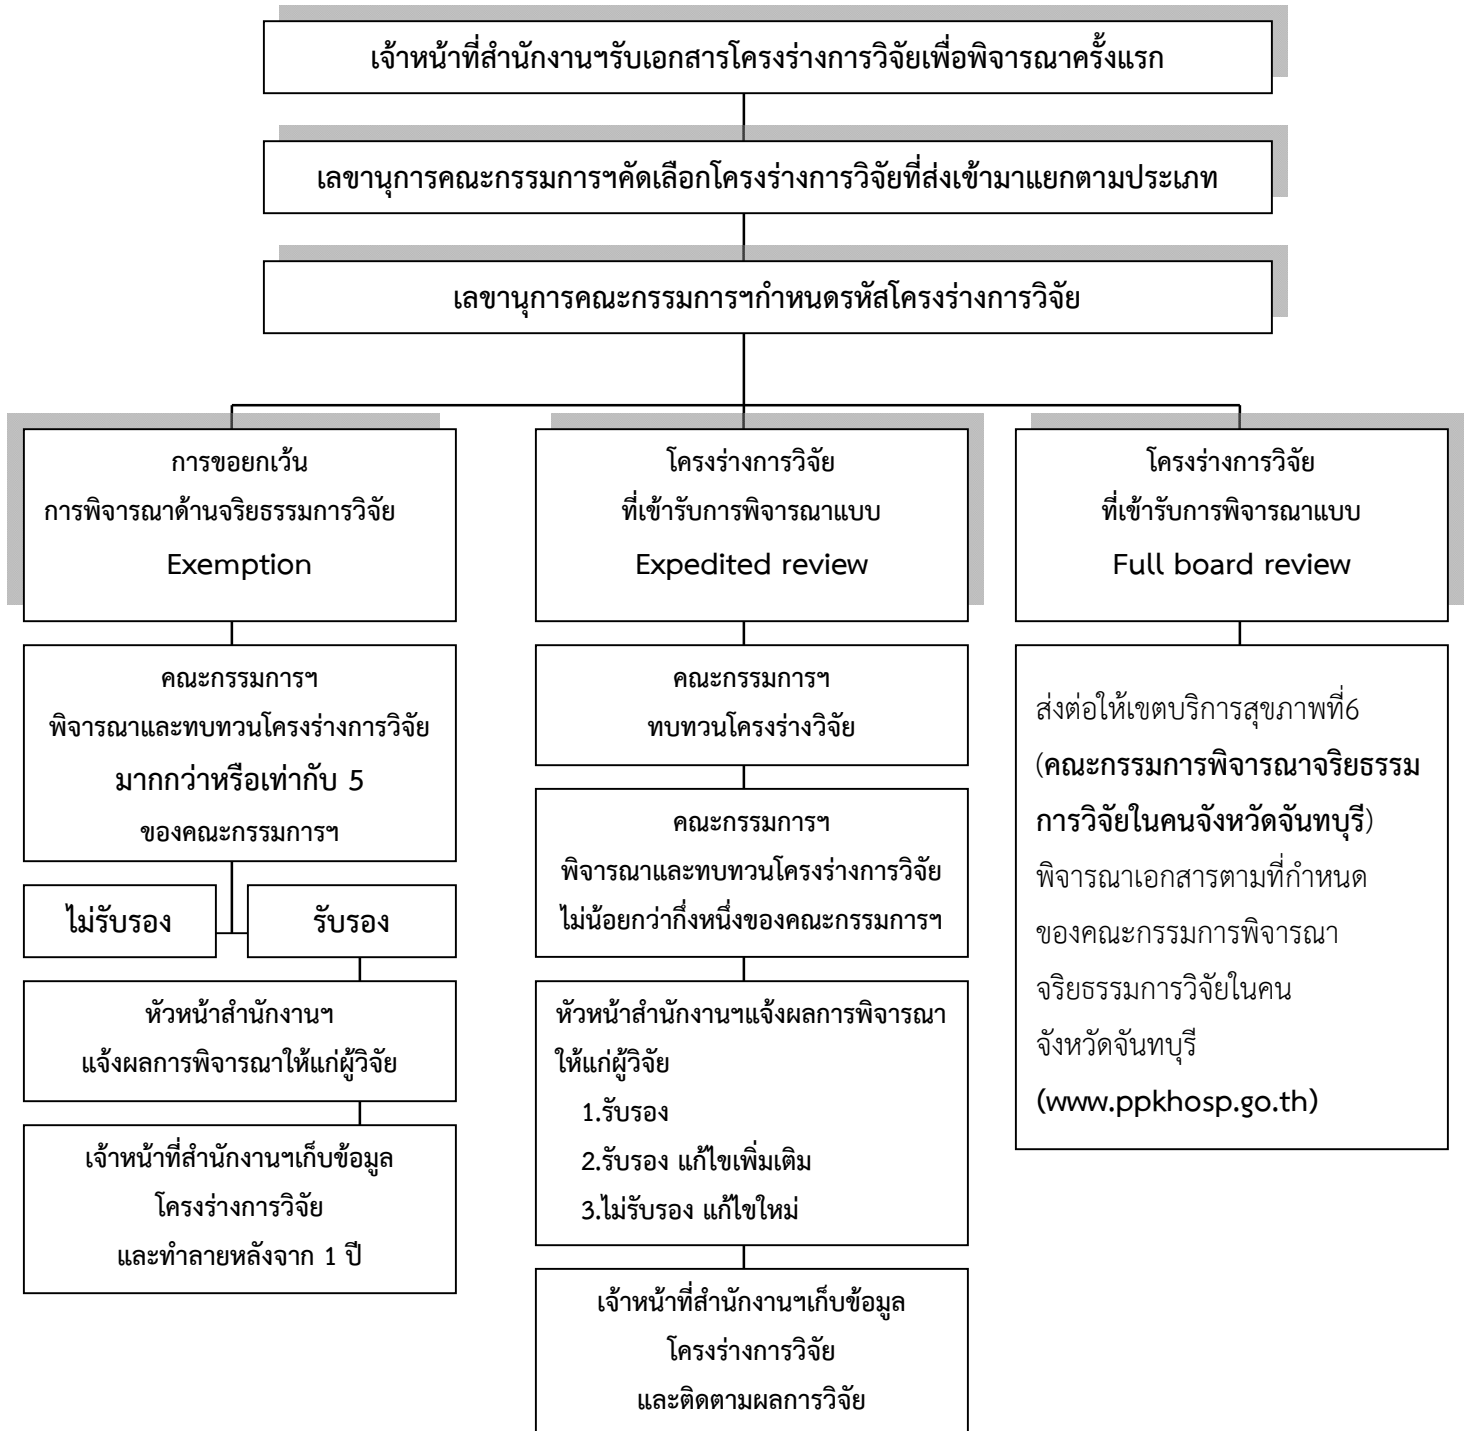 เจ้าหน้าที่สำนักงานฯรับเอกสารโครงร่างการวิจัยเพื่อพิจารณาครั้งแรก
เลขานุการคณะกรรมการฯคัดเลือกโครงร่างการวิจัยที่ส่งเข้ามาแยกตามประเภท
เลขานุการคณะกรรมการฯกำหนดรหัสโครงร่างการวิจัย
การขอยกเว้น
การพิจารณาด้านจริยธรรมการวิจัย
Exemption
คณะกรรมการฯ
พิจารณาและทบทวนโครงร่างการวิจัย
มากกว่าหรือเท่ากับ 5
ของคณะกรรมการฯ
ไม่รับรอง
รับรอง
หัวหน้าสำนักงานฯ
แจ้งผลการพิจารณาให้แก่ผู้วิจัย
เจ้าหน้าที่สำนักงานฯเก็บข้อมูล
โครงร่างการวิจัย
และทำลายหลังจาก 1 ปี
โครงร่างการวิจัย
ที่เข้ารับการพิจารณาแบบ
Expedited review
คณะกรรมการฯ
ทบทวนโครงร่างวิจัย
คณะกรรมการฯ
พิจารณาและทบทวนโครงร่างการวิจัย
ไม่น้อยกว่ากึ่งหนึ่งของคณะกรรมการฯ
หัวหน้าสำนักงานฯแจ้งผลการพิจารณา
ให้แก่ผู้วิจัย
1.รับรอง
2.รับรอง แก้ไขเพิ่มเติม
3.ไม่รับรอง แก้ไขใหม่
เจ้าหน้าที่สำนักงานฯเก็บข้อมูล
โครงร่างการวิจัย
และติดตามผลการวิจัย
โครงร่างการวิจัย
ที่เข้ารับการพิจารณาแบบ
Full board review
ส่งต่อให้เขตบริการสุขภาพที่6
(คณะกรรมการพิจารณาจริยธรรม
การวิจัยในคนจังหวัดจันทบุรี)
พิจารณาเอกสารตามที่กำหนด
ของคณะกรรมการพิจารณา
จริยธรรมการวิจัยในคน
จังหวัดจันทบุรี
(www.ppkhosp.go.th)